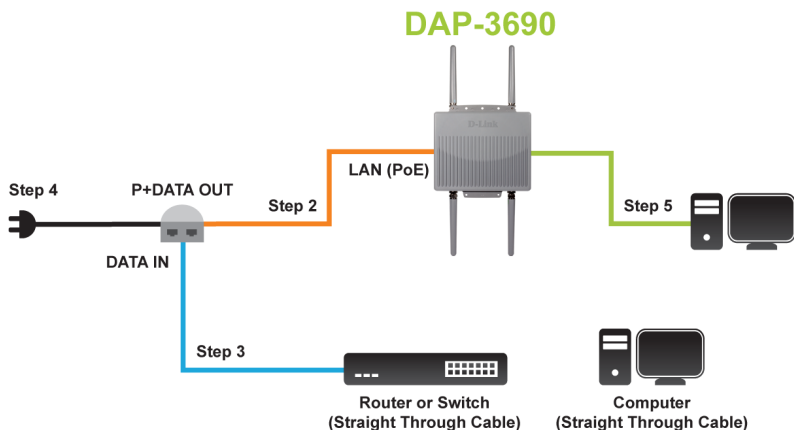 DAP-3690
D-Link
LAN (PoE)
Step 4
P+DATA OUT
Step 2
Step 5
DATA IN
Step 3
Router or Switch
(Straight Through Cable)
Computer
(Straight Through Cable)